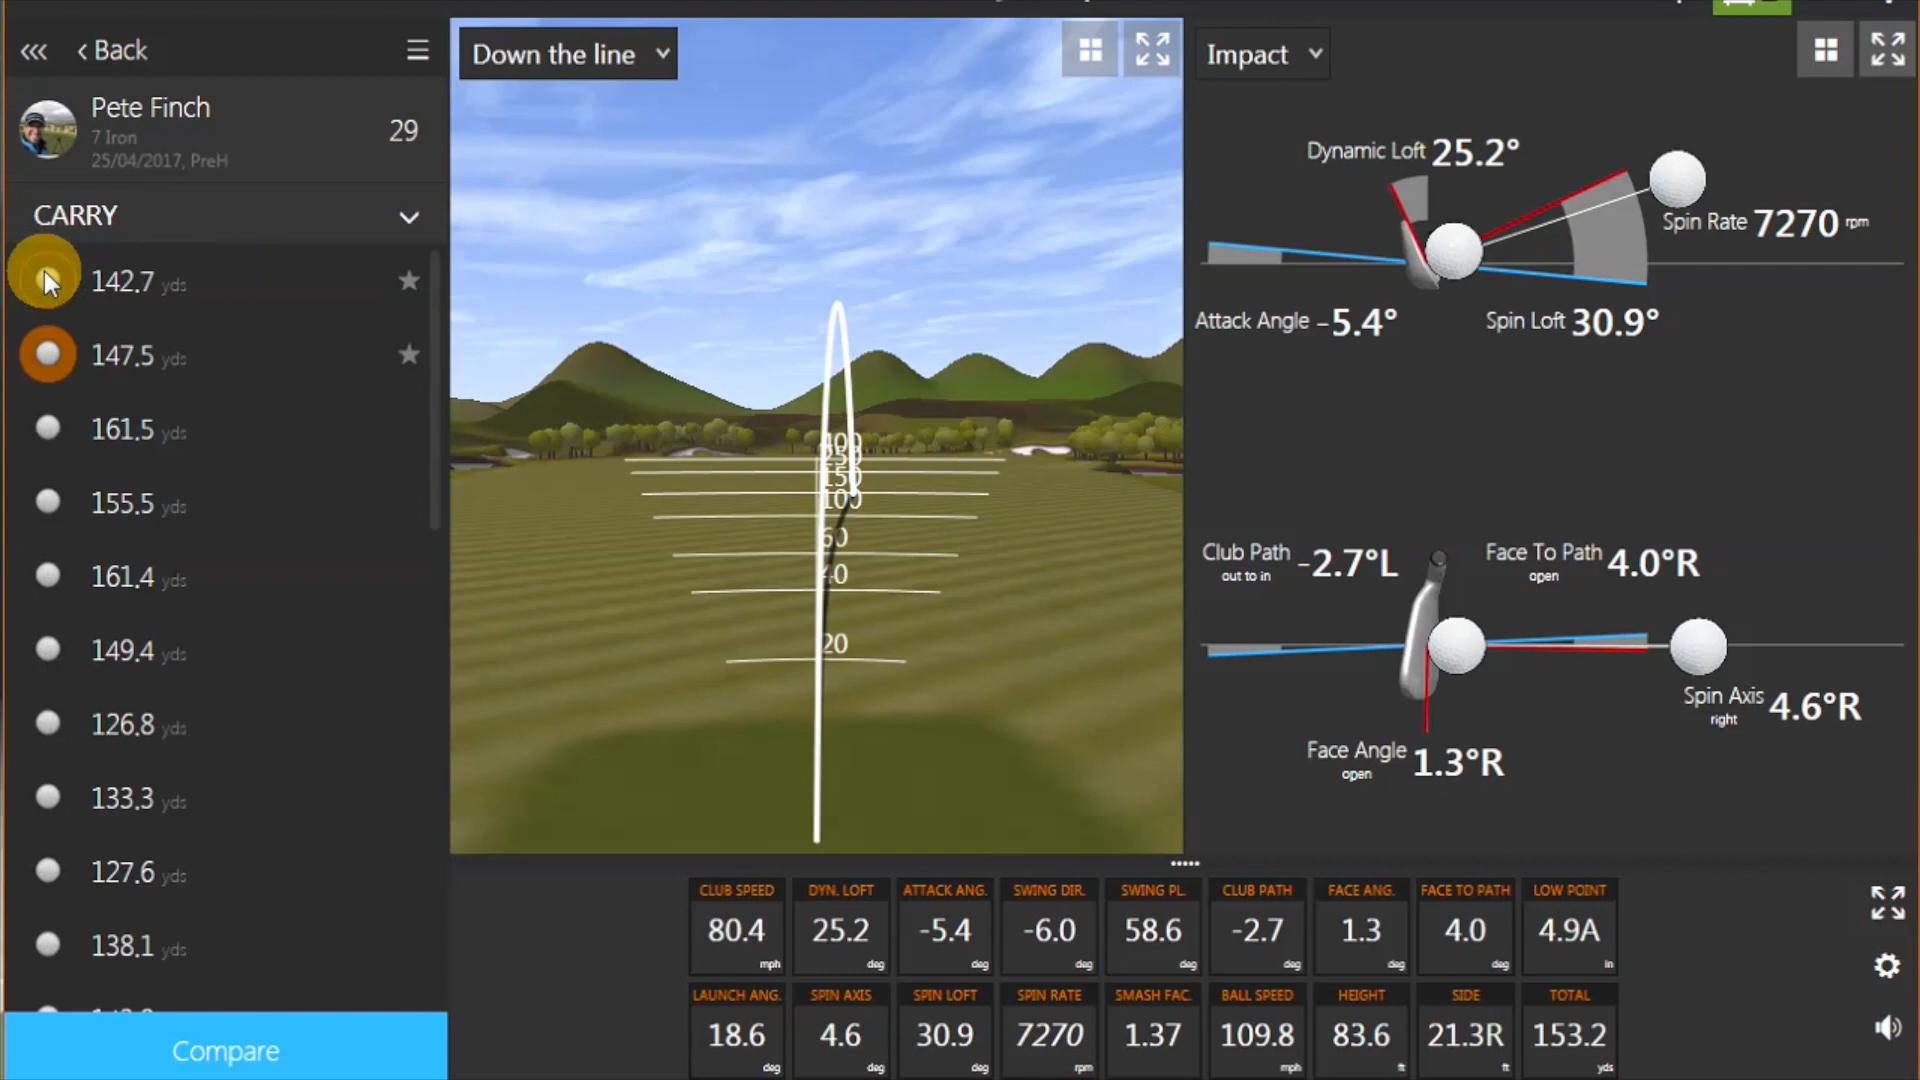 Back
Pete Finch
7 Iron
25/04/2017, PreH
29
CARRY
142.7 yds
147.5 yds
161.5 yds
155.5 yds
161.4 yds
149.4 yds
126.8 yds
133.3 yds
127.6 yds
138.1 yds
Compare
Down the line
400
250
150
100
60
40
20
Impact
Dynamic Loft 25.2°
Spin Rate 7270 rpm
Attack Angle -5.4°
Spin Loft 30.9°
Club Path -2.7°L
out to in
Face To Path 4.0°R
open
Spin Axis 4.6°R
right
Face Angle 1.3°R
open
CLUB SPEED DYN. LOFT ATTACK ANG. SWING DIR. SWING PL. CLUB PATH FACE ANG. FACE TO PATH LOW POINT
80.4 25.2 -5.4 -6.0 58.6 -2.7 1.3 4.0 4.9A
mph deg deg deg deg deg deg deg in
LAUNCH ANG. SPIN AXIS SPIN LOFT SPIN RATE SMASH FAC. BALL SPEED HEIGHT SIDE TOTAL
18.6 4.6 30.9 7270 1.37 109.8 83.6 21.3R 153.2
deg deg deg rpm mph ft ft yds